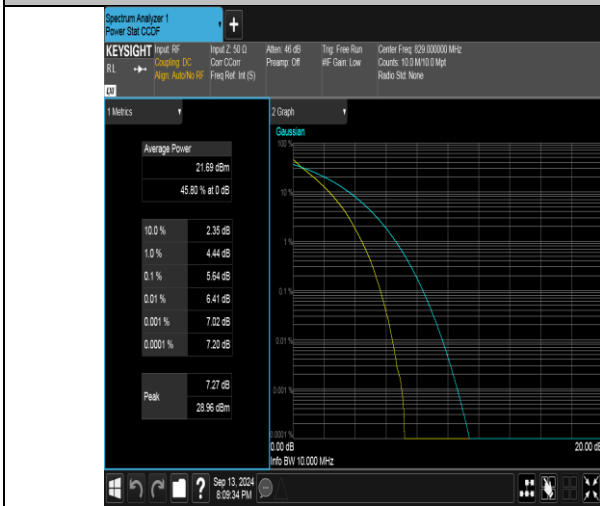 Spectrum Analyzer 1
Power Stat CCDF
+
KEYSIGHT
RL
Input: RF
Coupling: DC
Align: Auto/No RF
Input Z: 50 Ω
Corr CCorr
Freq Ref: Int (S)
Atten: 46 dB
Preamp: Off
Trig: Free Run
#IF Gain: Low
Center Freq: 829.000000 MHz
Counts: 10.0 M/10.0 Mpt
Radio Std: None
LXI
1 Metrics
Average Power
21.69 dBm
45.80 % at 0 dB
10.0 % 2.35 dB
1.0 % 4.44 dB
0.1 % 5.64 dB
0.01 % 6.41 dB
0.001 % 7.02 dB
0.0001 % 7.20 dB
Peak
7.27 dB
28.96 dBm
2 Graph
Gaussian
100 %
10 %
1 %
0.1 %
0.01 %
0.001 %
0.0001 %
0.00 dB
20.00 dB
Info BW 10.000 MHz
?
Sep 13, 2024
8:09:34 PM